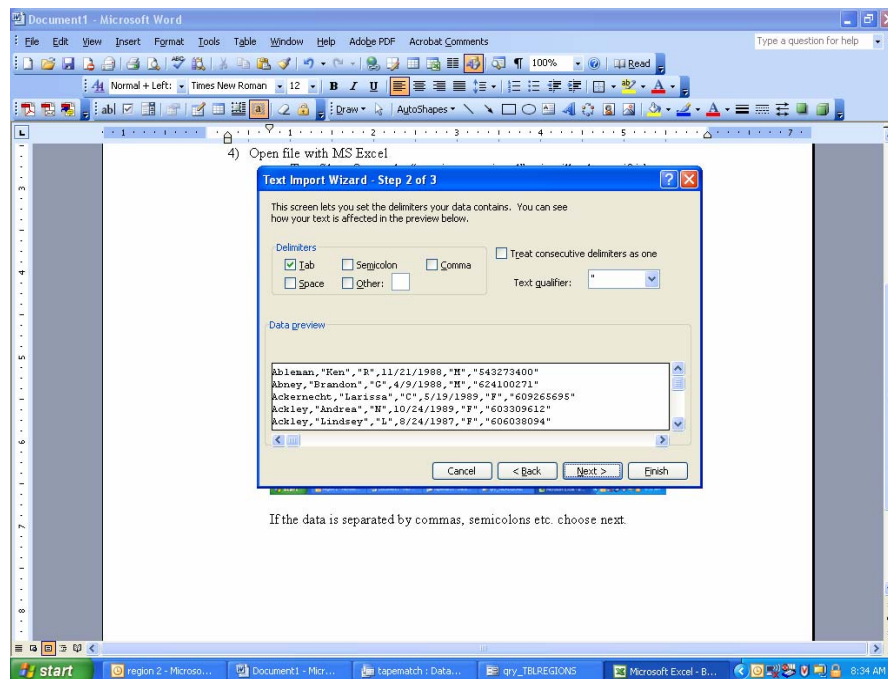 Document1 - Microsoft Word
File Edit View Insert Format Tools Table Window Help Adobe PDF Acrobat Comments
Type a question for help
100% Read
Normal + Left: Times New Roman 12 B I U
abl Draw AutoShapes
4) Open file with MS Excel
Text Import Wizard - Step 2 of 3
This screen lets you set the delimiters your data contains. You can see
how your text is affected in the preview below.
Delimiters
Tab Semicolon Comma
Space Other:
Treat consecutive delimiters as one
Text qualifier: "
Data preview
Ableman,"Ken","R",11/21/1988,"M","543273400"
Abney,"Brandon","G",4/9/1988,"M","624100271"
Ackernecht,"Larissa","C",5/19/1989,"F","609265695"
Ackley,"Andrea","N",10/24/1989,"F","603309612"
Ackley,"Lindsey","L",8/24/1987,"F","606038094"
Cancel < Back Next > Finish
If the data is separated by commas, semicolons etc. choose next.
start region 2 - Microso... Document1 - Micr... tapematch : Data... qry_TBLREGIONS Microsoft Excel - B... 8:34 AM